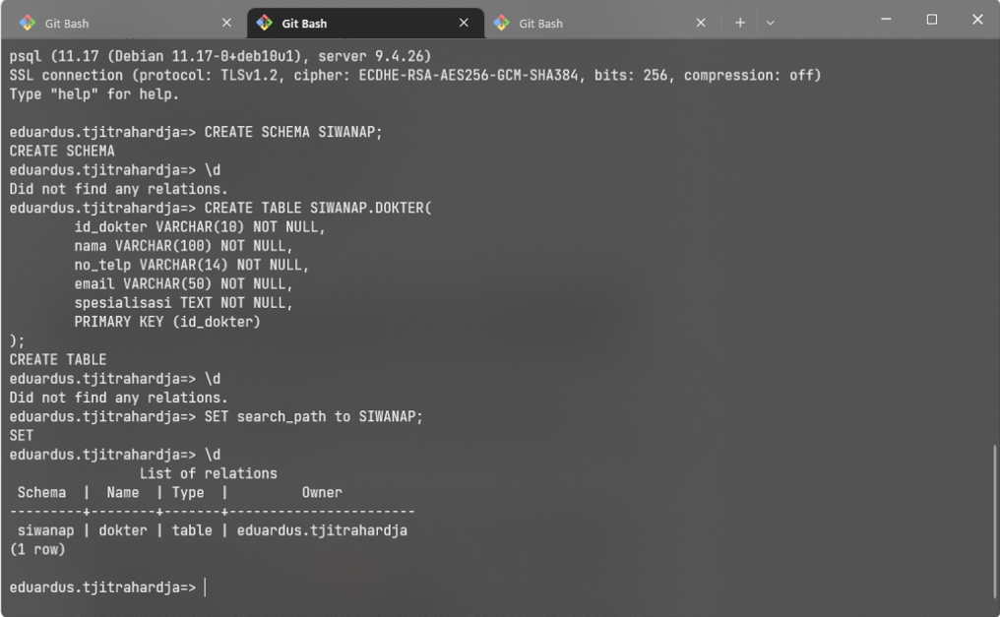 Git Bash
Git Bash
Git Bash
psql (11.17 (Debian 11.17-0+deb10u1), server 9.4.26)
SSL connection (protocol: TLSv1.2, cipher: ECDHE-RSA-AES256-GCM-SHA384, bits: 256, compression: off)
Type "help" for help.
eduardus.tjitrahardja=> CREATE SCHEMA SIWANAP;
CREATE SCHEMA
eduardus.tjitrahardja=> \d
Did not find any relations.
eduardus.tjitrahardja=> CREATE TABLE SIWANAP.DOKTER(
        id_dokter VARCHAR(10) NOT NULL,
        nama VARCHAR(100) NOT NULL,
        no_telp VARCHAR(14) NOT NULL,
        email VARCHAR(50) NOT NULL,
        spesialisasi TEXT NOT NULL,
        PRIMARY KEY (id_dokter)
);
CREATE TABLE
eduardus.tjitrahardja=> \d
Did not find any relations.
eduardus.tjitrahardja=> SET search_path to SIWANAP;
SET
eduardus.tjitrahardja=> \d
                List of relations
 Schema  |  Name  | Type  |         Owner
---------+--------+-------+-----------------------
 siwanap | dokter | table | eduardus.tjitrahardja
(1 row)
eduardus.tjitrahardja=>